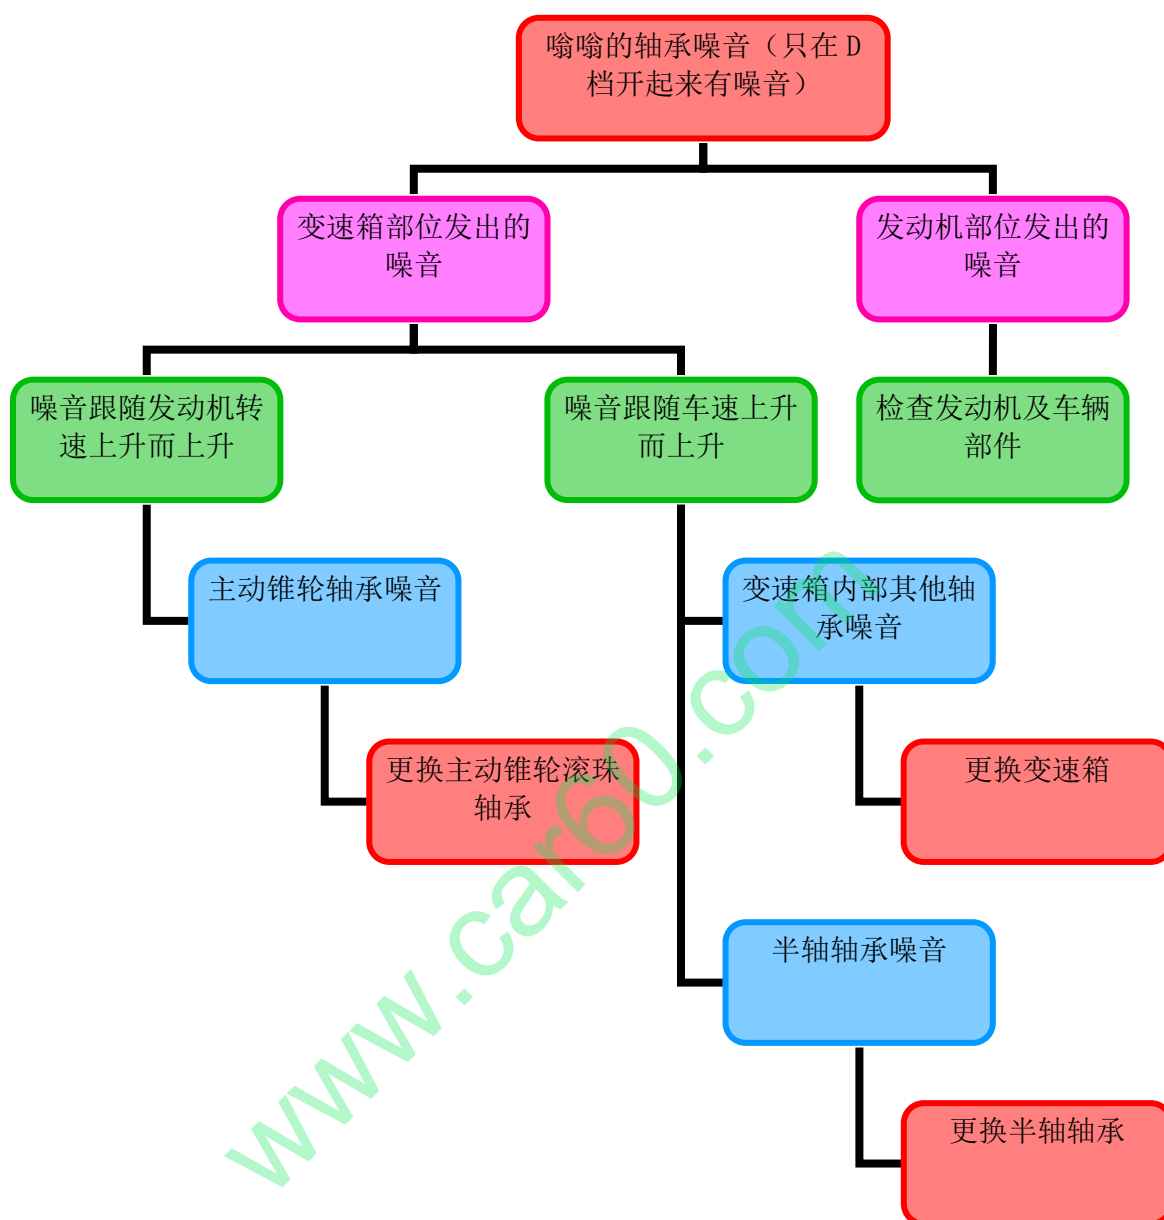 嗡嗡的轴承噪音（只在 D
档开起来有噪音）
变速箱部位发出的
噪音
发动机部位发出的
噪音
噪音跟随发动机转
速上升而上升
噪音跟随车速上升
而上升
检查发动机及车辆
部件
主动锥轮轴承噪音
变速箱内部其他轴
承噪音
更换主动锥轮滚珠
轴承
更换变速箱
半轴轴承噪音
更换半轴轴承
www.car60.com